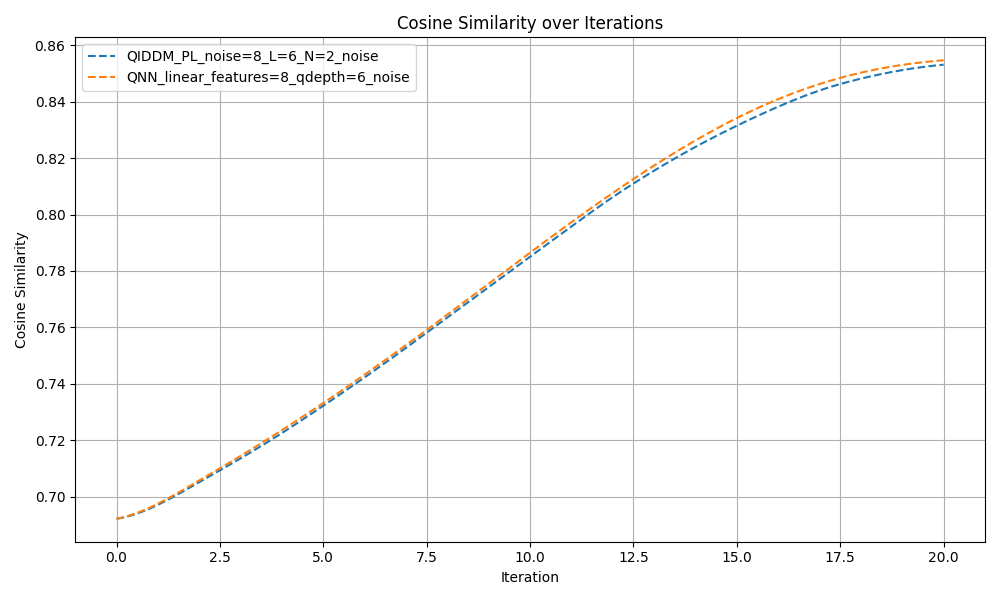 Cosine Similarity over Iterations
QIDDM_PL_noise=8_L=6_N=2_noise
QNN_linear_features=8_qdepth=6_noise
Cosine Similarity
0.86
0.84
0.82
0.80
0.78
0.76
0.74
0.72
0.70
0.0 2.5 5.0 7.5 10.0 12.5 15.0 17.5 20.0
Iteration